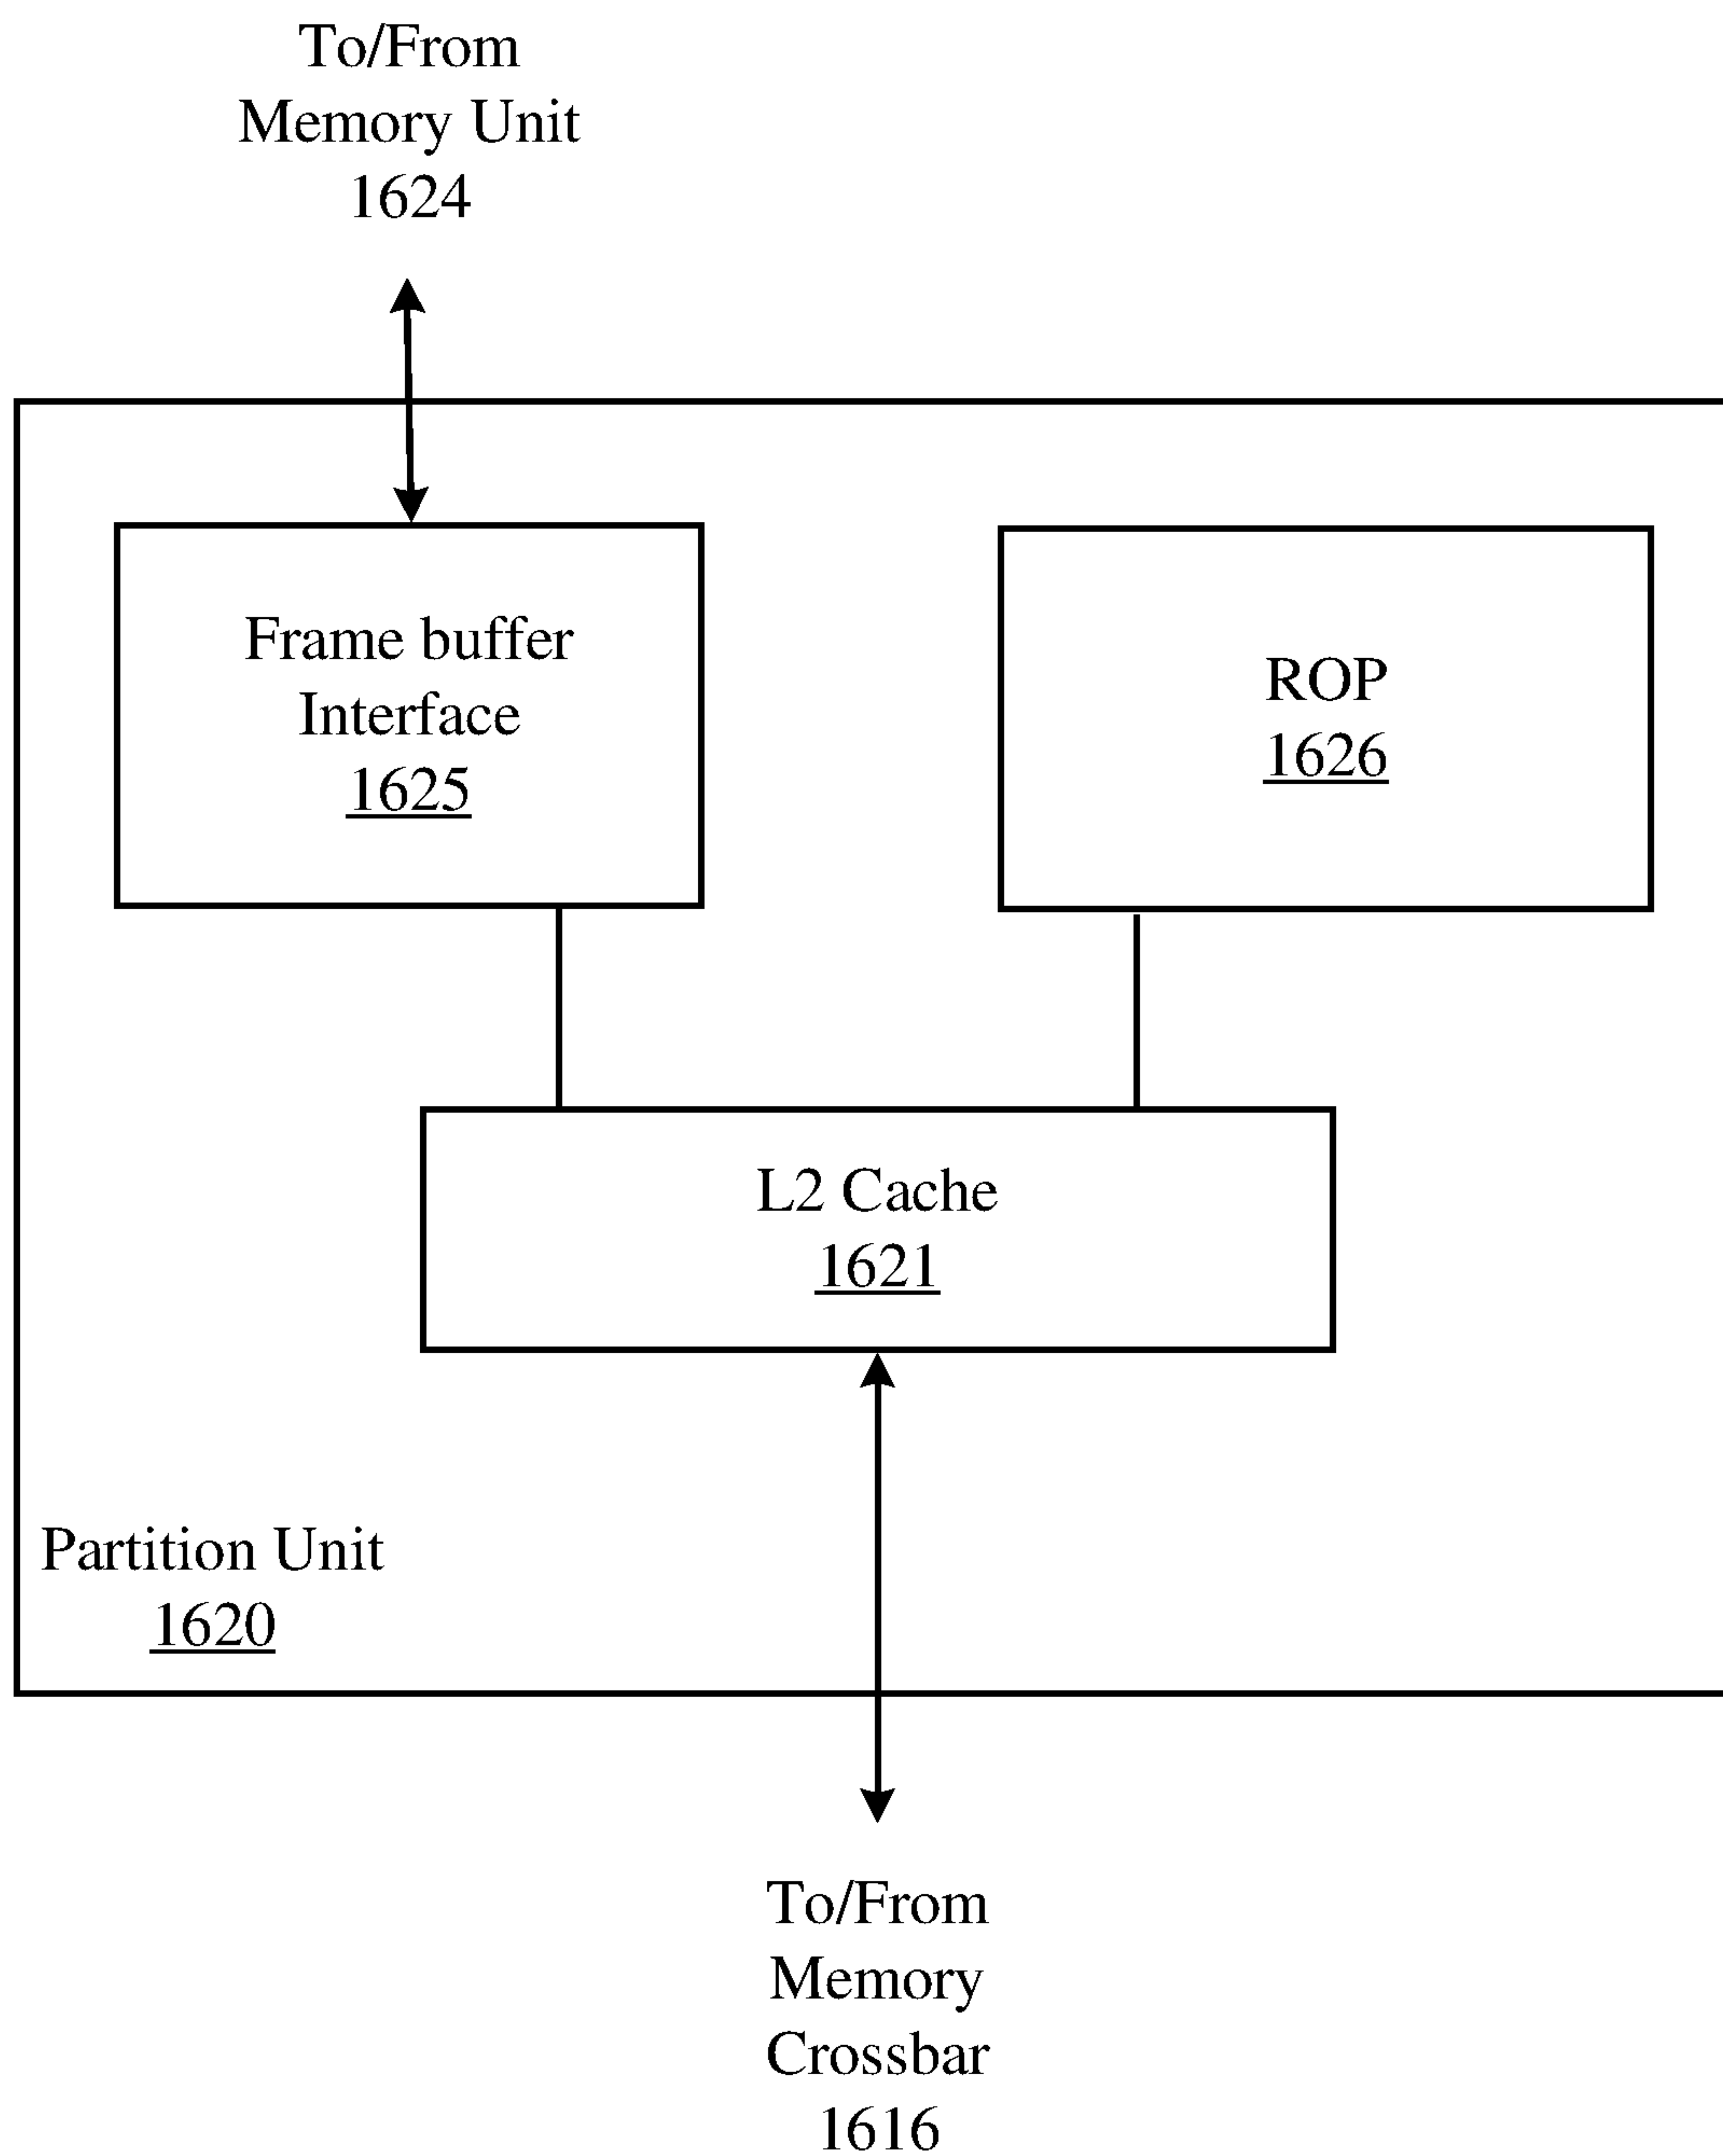 To/From
Memory Unit
1624
Frame buffer
Interface
1625
ROP
1626
L2 Cache
1621
Partition Unit
1620
To/From
Memory
Crossbar
1616